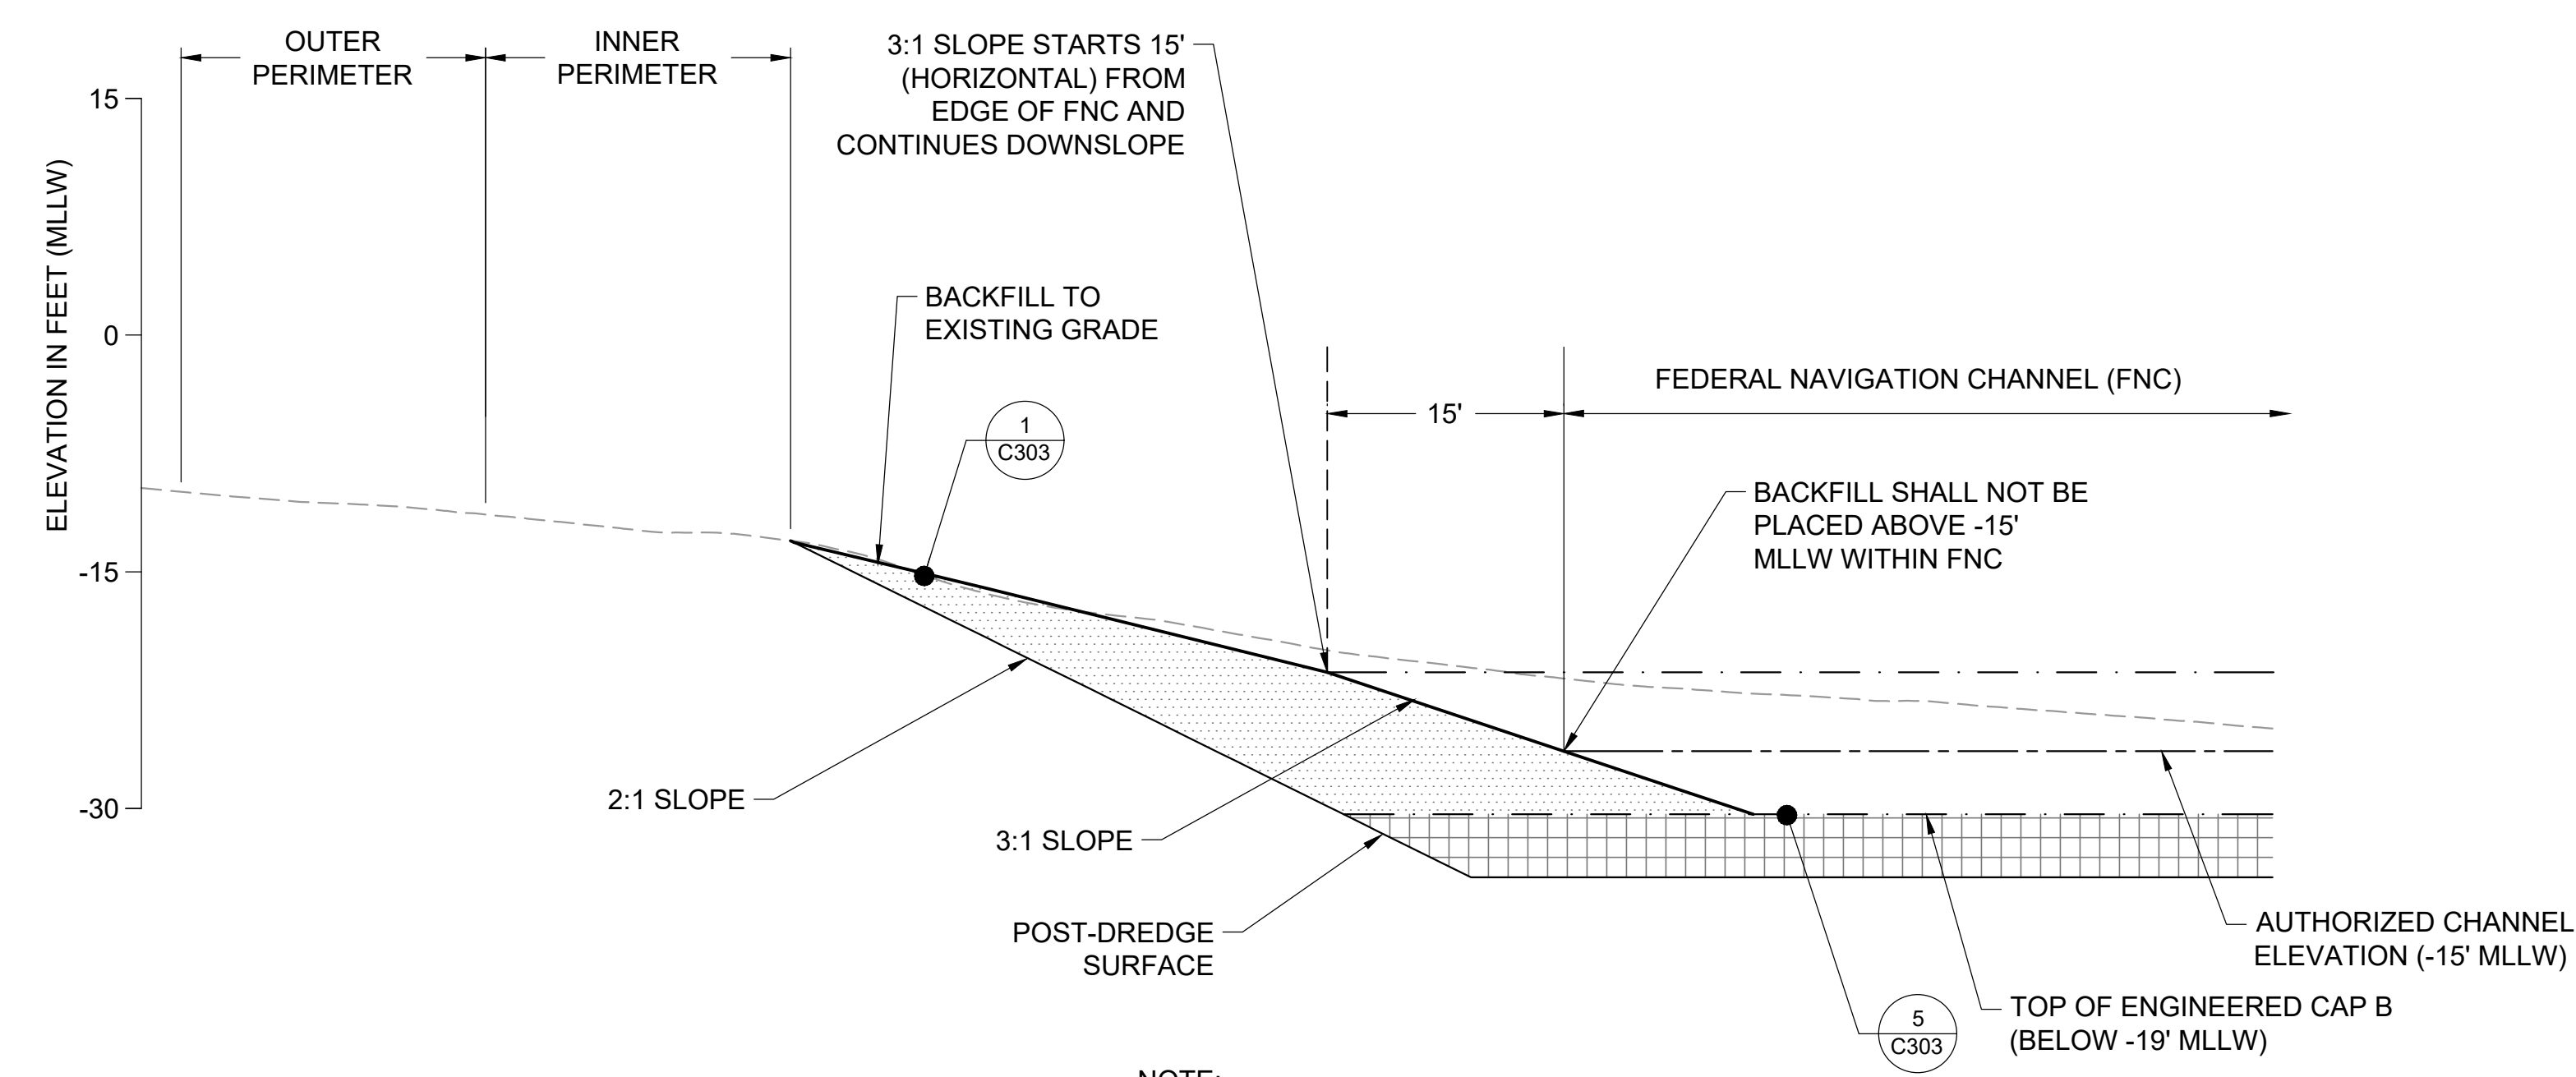 OUTER
PERIMETER
INNER
PERIMETER
3:1 SLOPE STARTS 15'
(HORIZONTAL) FROM
EDGE OF FNC AND
CONTINUES DOWNSLOPE
15
0
-15
-30
ELEVATION IN FEET (MLLW)
BACKFILL TO
EXISTING GRADE
1
C303
15'
FEDERAL NAVIGATION CHANNEL (FNC)
BACKFILL SHALL NOT BE
PLACED ABOVE -15'
MLLW WITHIN FNC
2:1 SLOPE
3:1 SLOPE
POST-DREDGE
SURFACE
AUTHORIZED CHANNEL
ELEVATION (-15' MLLW)
TOP OF ENGINEERED CAP B
(BELOW -19' MLLW)
5
C303
NOTE: